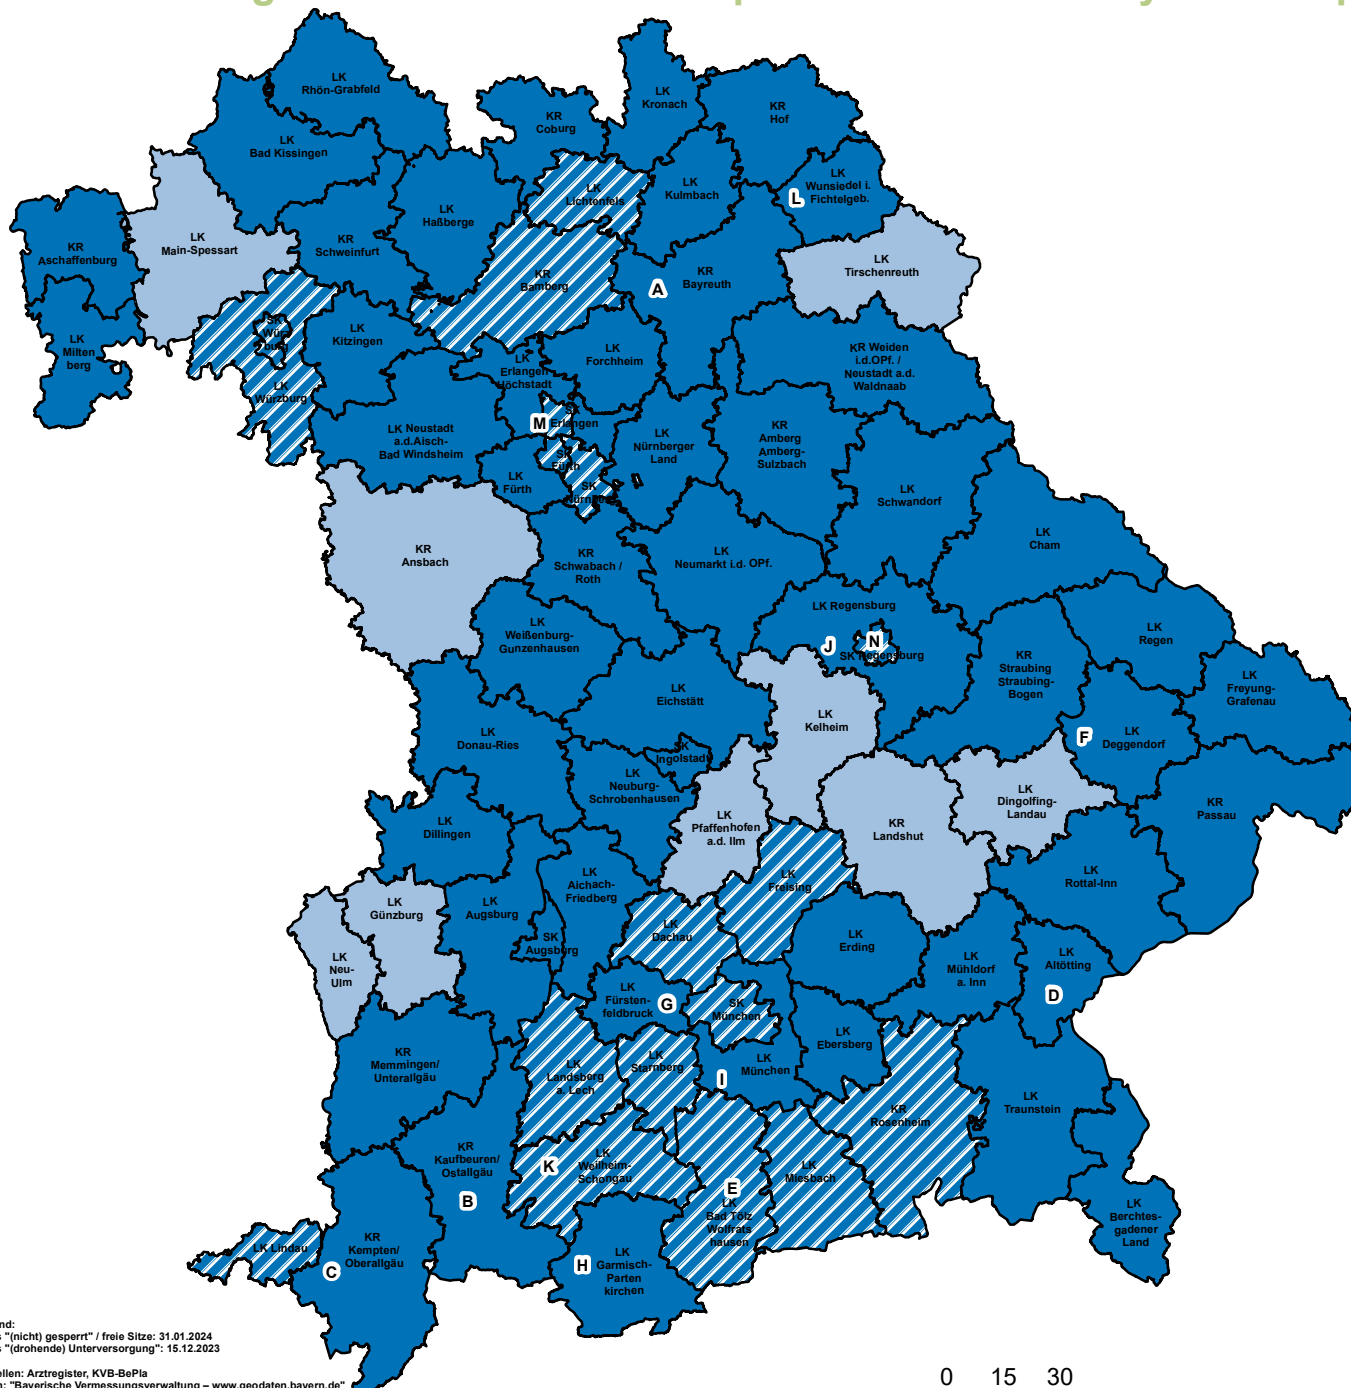 LK
Rhön-Grabfeld
LK
Kronach
KR
Hof
KR
Coburg
LK
Bad Kissingen
LK
Lichtenfels
LK
Kulmbach
LK
Wunsiedel i.
Fichtelgeb.
L
LK
Haßberge
KR
Aschaffenburg
LK
Main-Spessart
KR
Schweinfurt
KR
Bamberg
A
KR
Bayreuth
LK
Tirschenreuth
LK
Milten
berg
SK
Würz
burg
LK
Kitzingen
LK
Würzburg
LK
Erlangen
Höchstadt
LK
Forchheim
KR Weiden
i.d.OPf. /
Neustadt a.d.
Waldnaab
M
SK
Erlangen
LK Neustadt
a.d.Aisch-
Bad Windsheim
SK
Fürth
LK
Fürth
SK
LK
Nürnberger
Land
KR
Amberg
Amberg-
Sulzbach
LK
Schwandorf
LK
Cham
KR
Ansbach
KR
Schwabach /
Roth
LK
Neumarkt i.d. OPf.
LK
Weißenburg-
Gunzenhausen
LK Regensburg
J
N
SK Regensburg
KR
Straubing
Straubing-
Bogen
LK
Regen
LK
Freyung-
Grafenau
LK
Eichstätt
LK
Kelheim
F
LK
Deggendorf
LK
Donau-Ries
SK
Ingolstadt
LK
Neuburg-
Schrobenhausen
LK
Pfaffenhofen
a.d. Ilm
LK
Dingolfing-
Landau
KR
Passau
LK
Dillingen
KR
Landshut
LK
Aichach-
Friedberg
LK
Freising
LK
Rottal-Inn
LK
Günzburg
LK
Augsburg
SK
Augsburg
LK
Dachau
LK
Erding
LK
Mühldorf
a. Inn
LK
Altötting
D
LK
Neu-
Ulm
LK
Fürsten-
feldbruck
G
SK
München
LK
Ebersberg
KR
Memmingen/
Unterallgäu
LK
Landsberg
a. Lech
LK
Starnberg
I
LK
München
KR
Rosenheim
LK
Traunstein
KR
Kaufbeuren/
Ostallgäu
B
K
LK
Weilheim-
Schongau
E
LK
Bad Tölz
Wolfrats
hausen
LK
Miesbach
LK
Berchtes-
gadener
Land
LK Lindau
C
KR
Kempten/
Oberallgäu
H
LK
Garmisch-
Parten
kirchen
"(nicht) gesperrt" / freie Sitze: 31.01.2024
"(drohende) Unterversorgung": 15.12.2023
Arztregister, KVB-BePla
"Bayerische Vermessungsverwaltung – www.geodaten.bayern.de"
0 15 30